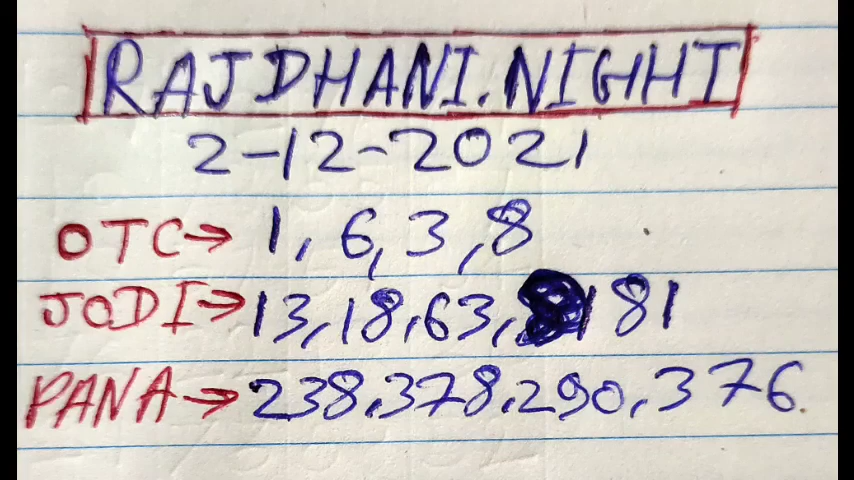 RAJDHANI.NIGHT
2-12-2021
OTC→ 1,6,3,8
JODI→13,18,63,81
PANA→238,378,290,376.